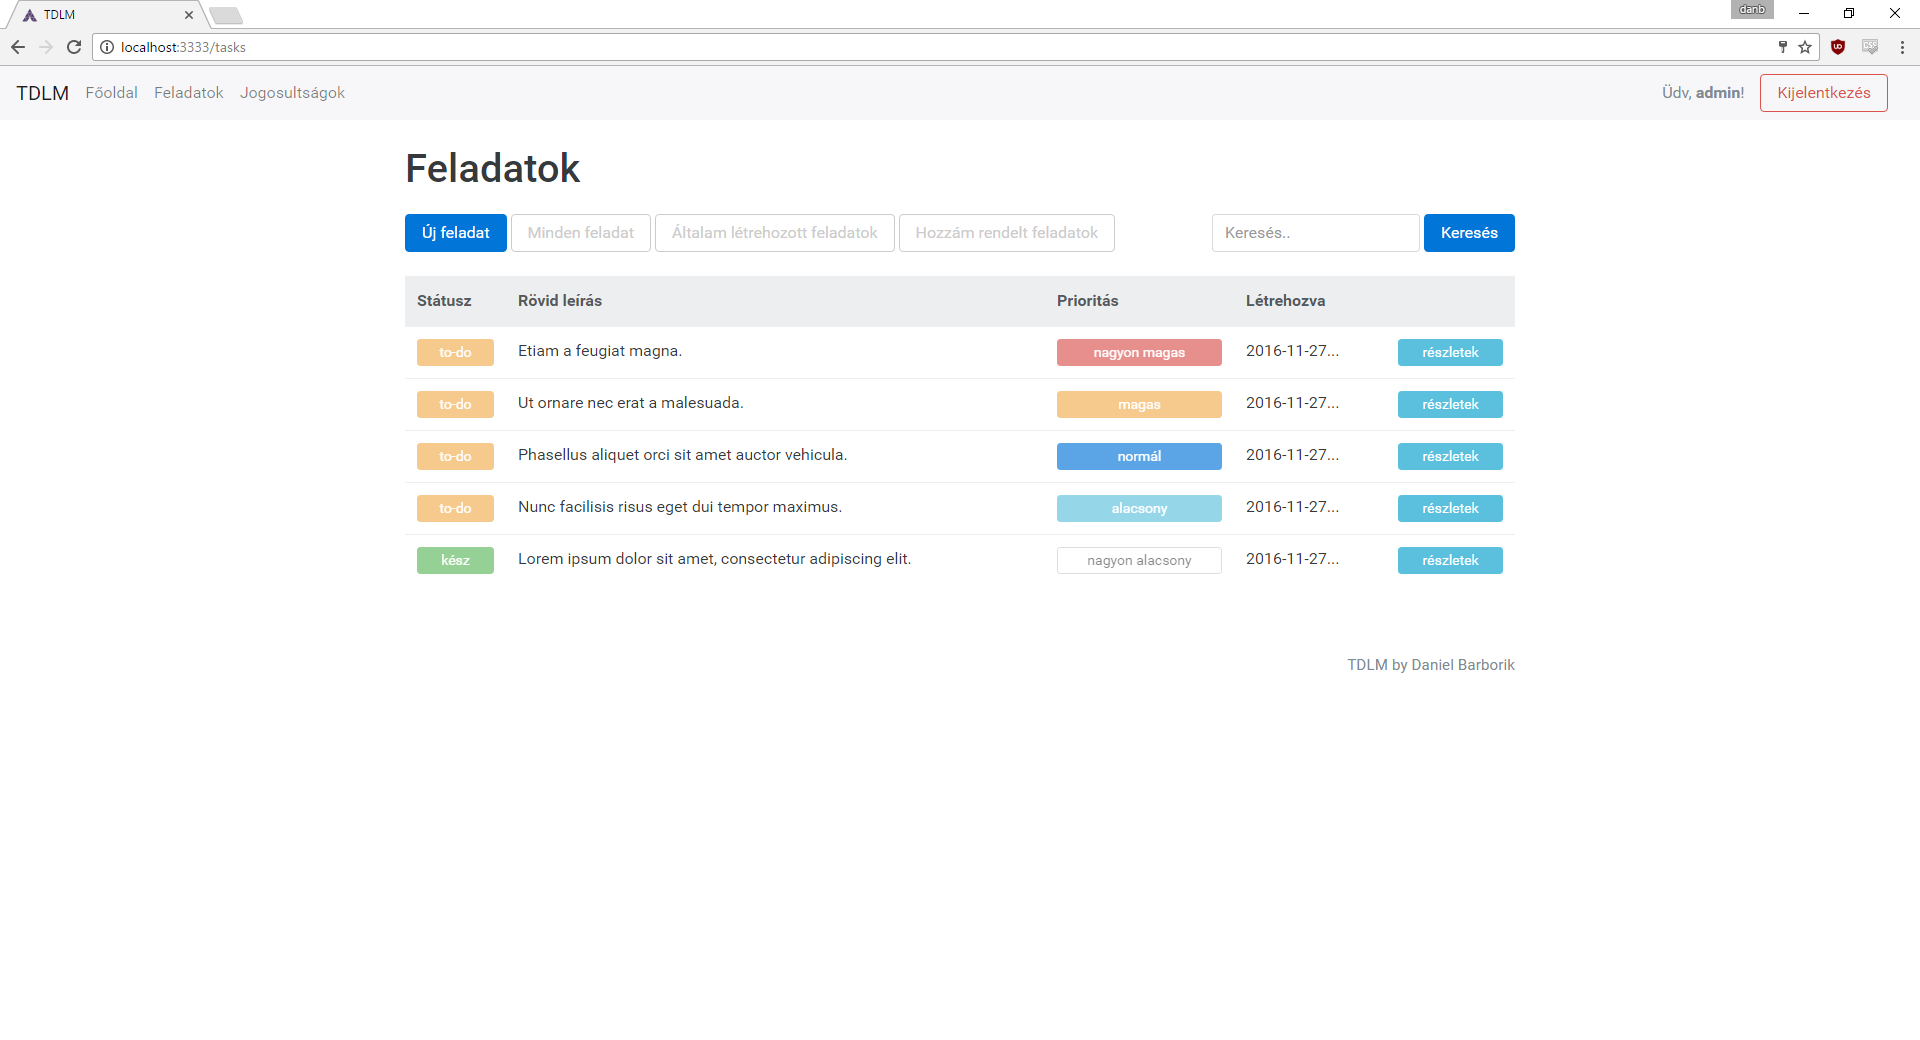 TDLM
danb
localhost:3333/tasks
TDLM Főoldal Feladatok Jogosultságok Üdv, admin! Kijelentkezés
Feladatok
Új feladat Minden feladat Általam létrehozott feladatok Hozzám rendelt feladatok Keresés.. Keresés
Státusz Rövid leírás Prioritás Létrehozva
to-do Etiam a feugiat magna. nagyon magas 2016-11-27... részletek
to-do Ut ornare nec erat a malesuada. magas 2016-11-27... részletek
to-do Phasellus aliquet orci sit amet auctor vehicula. normál 2016-11-27... részletek
to-do Nunc facilisis risus eget dui tempor maximus. alacsony 2016-11-27... részletek
kész Lorem ipsum dolor sit amet, consectetur adipiscing elit. nagyon alacsony 2016-11-27... részletek
TDLM by Daniel Barborik